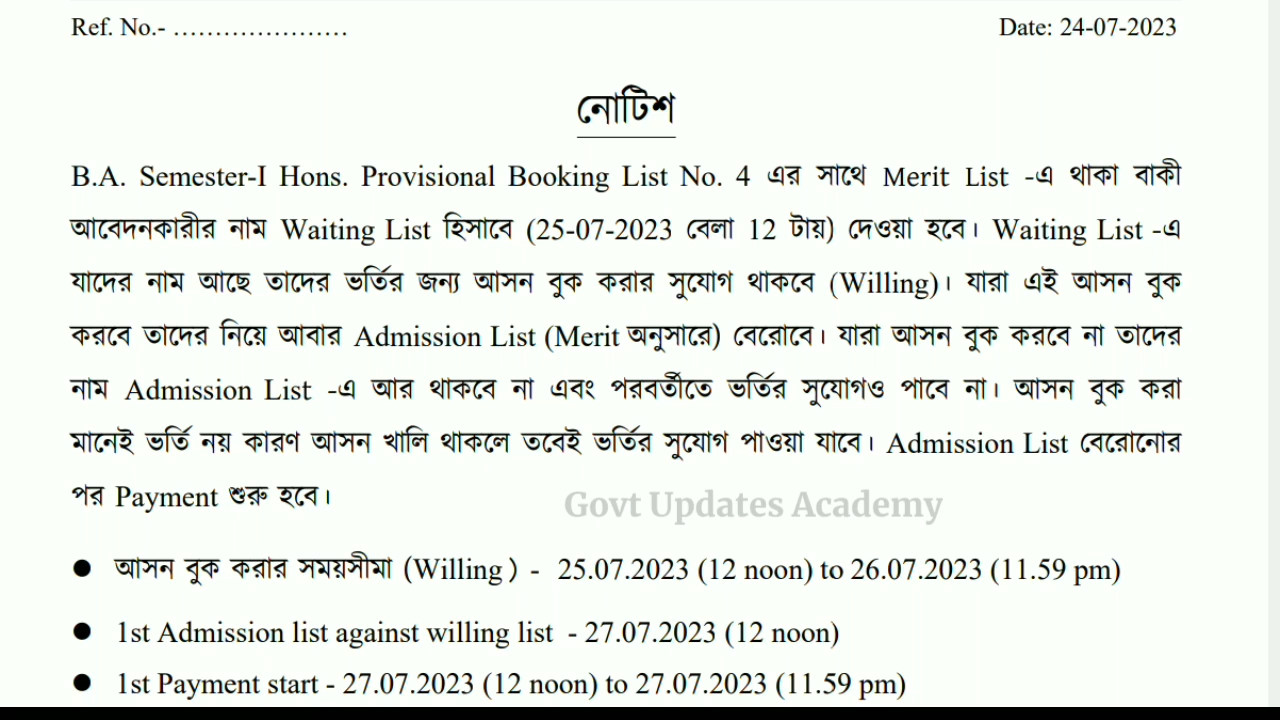 Ref. No.- ..................... Date: 24-07-2023
নোটিশ
B.A. Semester-I Hons. Provisional Booking List No. 4 এর সাথে Merit List -এ থাকা বাকী
আবেদনকারীর নাম Waiting List হিসাবে (25-07-2023 বেলা 12 টায়) দেওয়া হবে। Waiting List -এ
যাদের নাম আছে তাদের ভর্তির জন্য আসন বুক করার সুযোগ থাকবে (Willing)। যারা এই আসন বুক
করবে তাদের নিয়ে আবার Admission List (Merit অনুসারে) বেরোবে। যারা আসন বুক করবে না তাদের
নাম Admission List -এ আর থাকবে না এবং পরবর্তীতে ভর্তির সুযোগও পাবে না। আসন বুক করা
মানেই ভর্তি নয় কারণ আসন খালি থাকলে তবেই ভর্তির সুযোগ পাওয়া যাবে। Admission List বেরোনোর
পর Payment শুরু হবে।
Govt Updates Academy
● আসন বুক করার সময়সীমা (Willing ) - 25.07.2023 (12 noon) to 26.07.2023 (11.59 pm)
● 1st Admission list against willing list - 27.07.2023 (12 noon)
● 1st Payment start - 27.07.2023 (12 noon) to 27.07.2023 (11.59 pm)